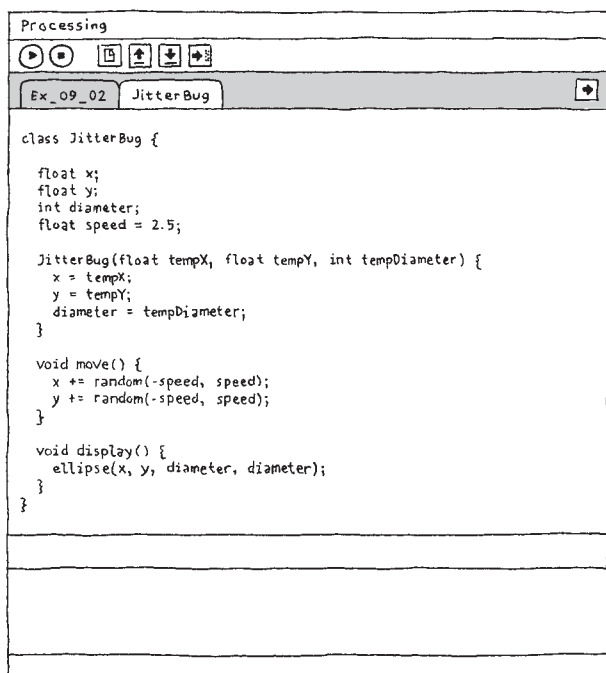 Processing
Ex_09_02 JitterBug
class JitterBug {
float x;
float y;
int diameter;
float speed = 2.5;
JitterBug(float tempX, float tempY, int tempDiameter) {
x = tempX;
y = tempY;
diameter = tempDiameter;
}
void move() {
x += random(-speed, speed);
y += random(-speed, speed);
}
void display() {
ellipse(x, y, diameter, diameter);
}
}